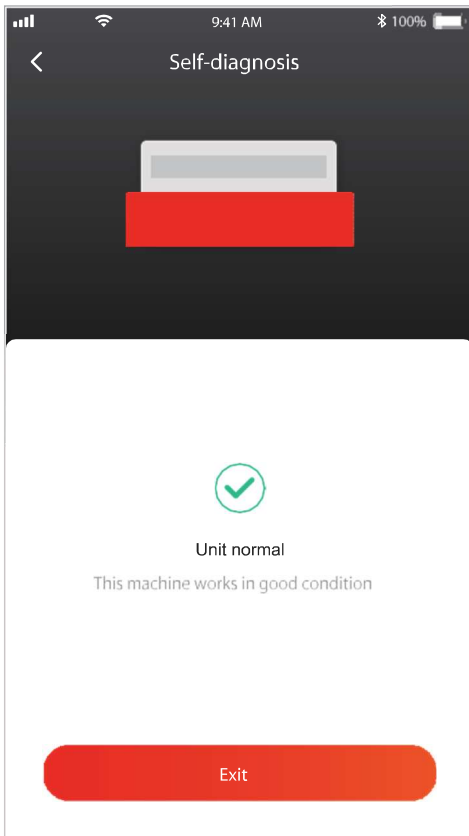 9:41 AM
100%
Self-diagnosis
Unit normal
This machine works in good condition
Exit